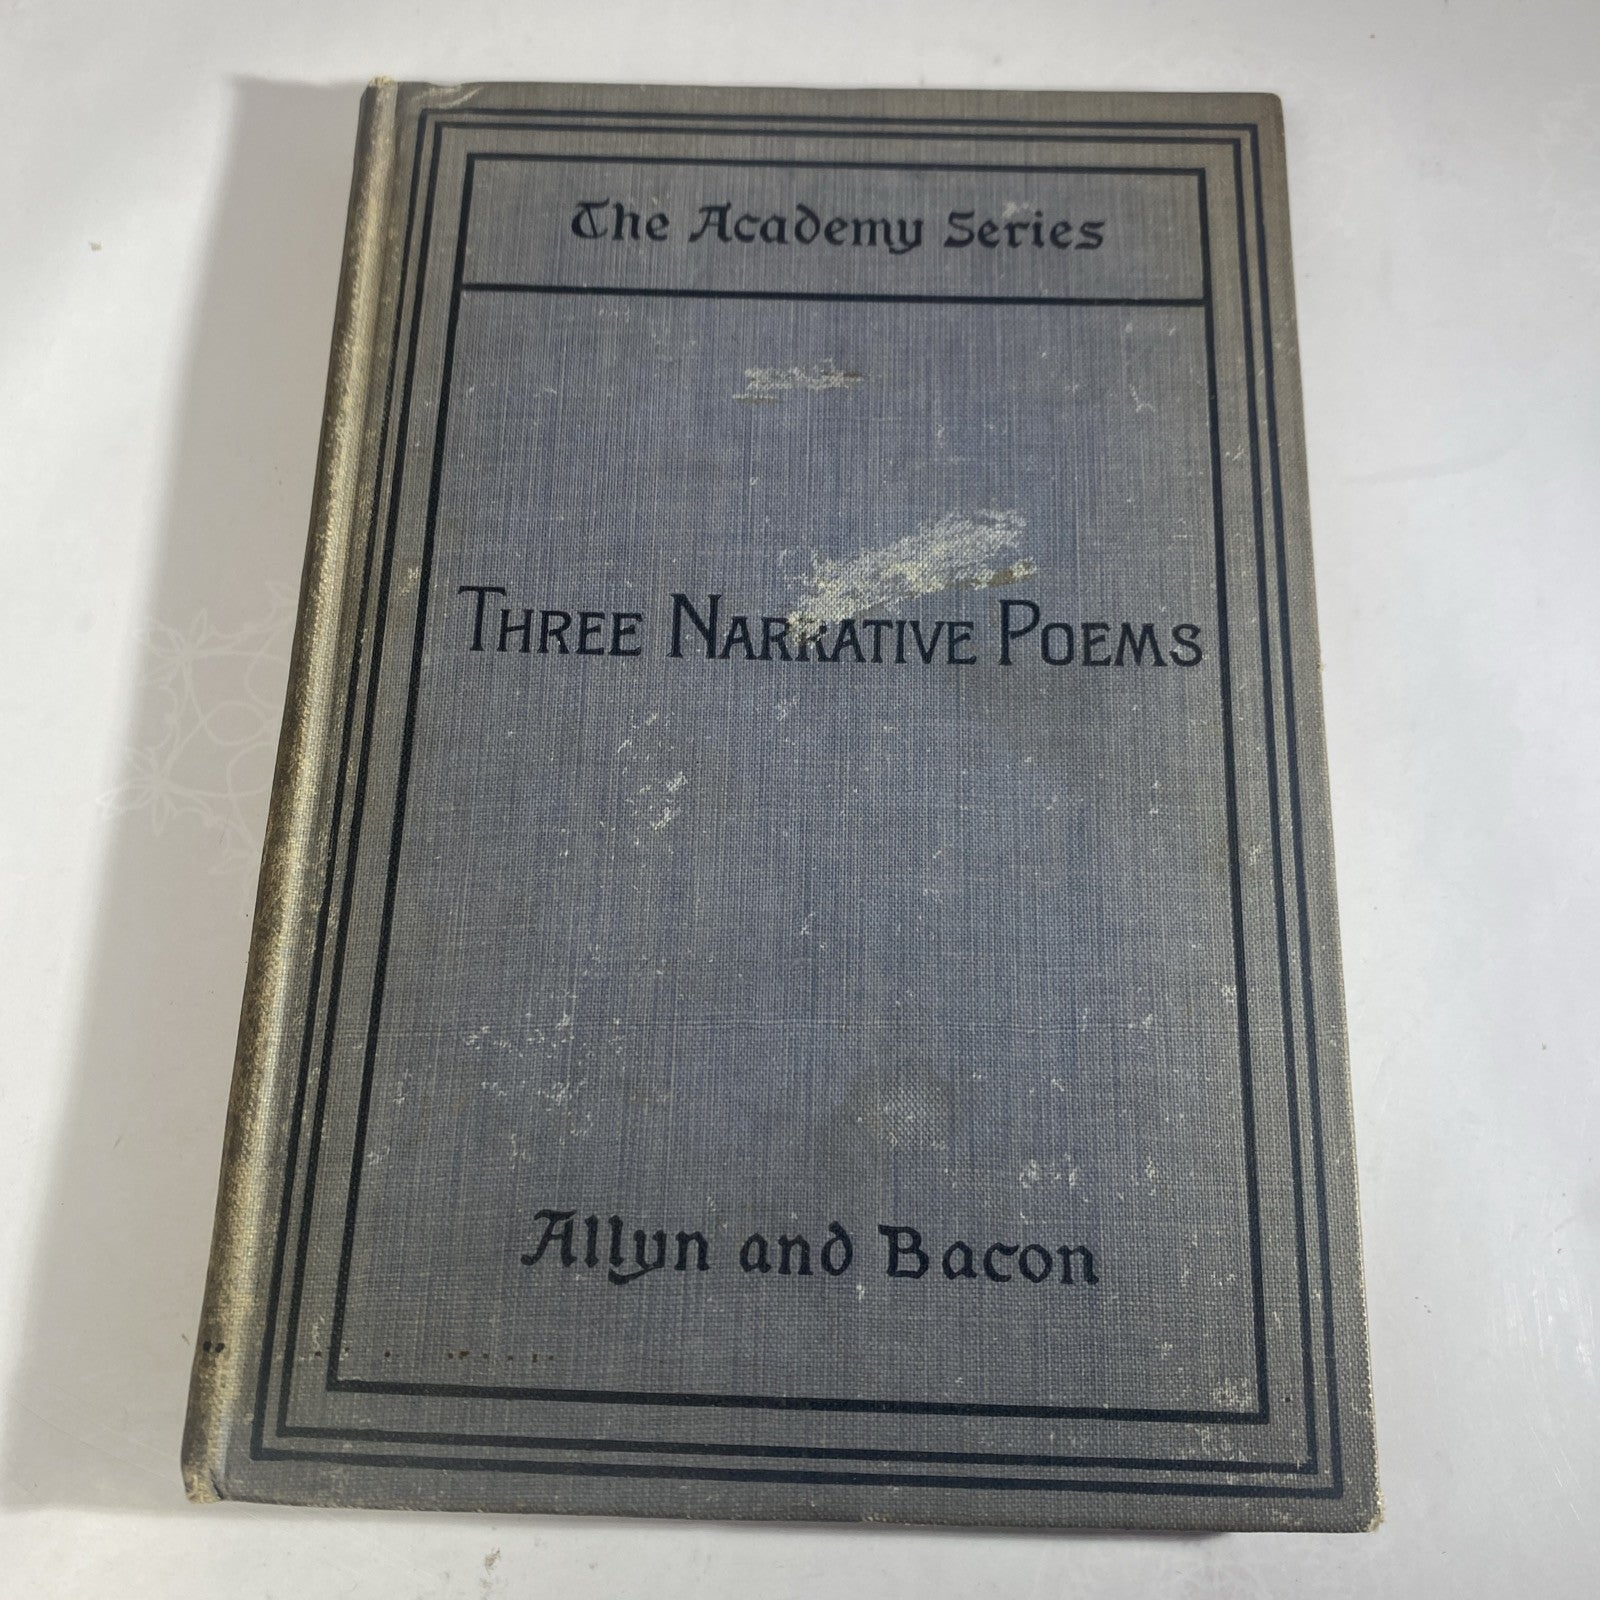 The Academy Series
THREE NARRATIVE POEMS
Allyn and Bacon